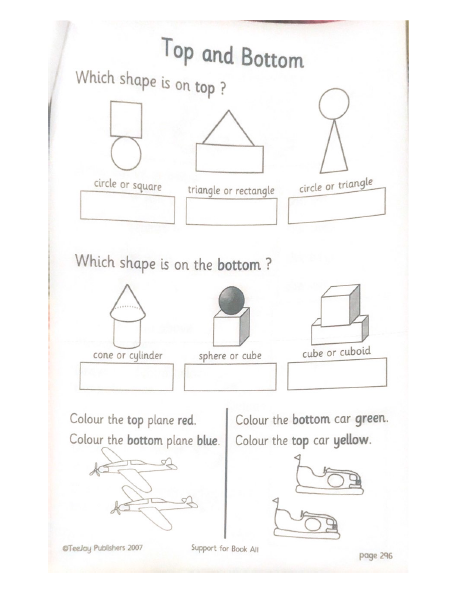 Top and Bottom
Which shape is on top ?
circle or square
triangle or rectangle
circle or triangle
Which shape is on the bottom ?
cone or cylinder
sphere or cube
cube or cuboid
Colour the top plane red.
Colour the bottom plane blue.
Colour the bottom car green.
Colour the top car yellow.
©TeeJay Publishers 2007
Support for Book A11
page 296